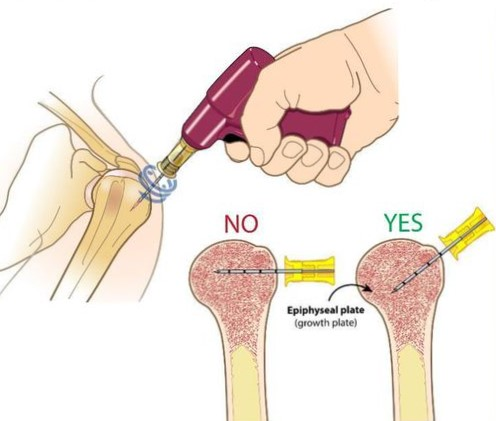 NO
YES
Epiphyseal plate
(growth plate)